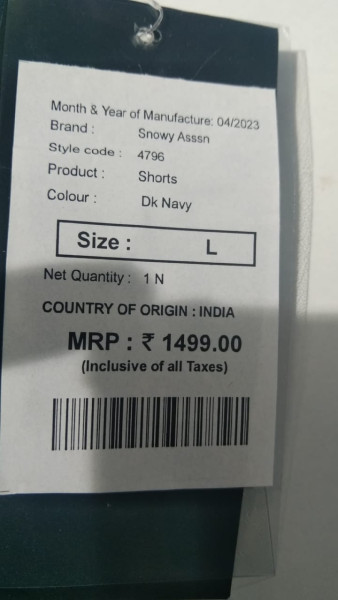 Month & Year of Manufacture: 04/2023
Brand : Snowy Asssn
Style code : 4796
Product : Shorts
Colour : Dk Navy
Size : L
Net Quantity : 1 N
COUNTRY OF ORIGIN : INDIA
MRP : ₹ 1499.00
(Inclusive of all Taxes)